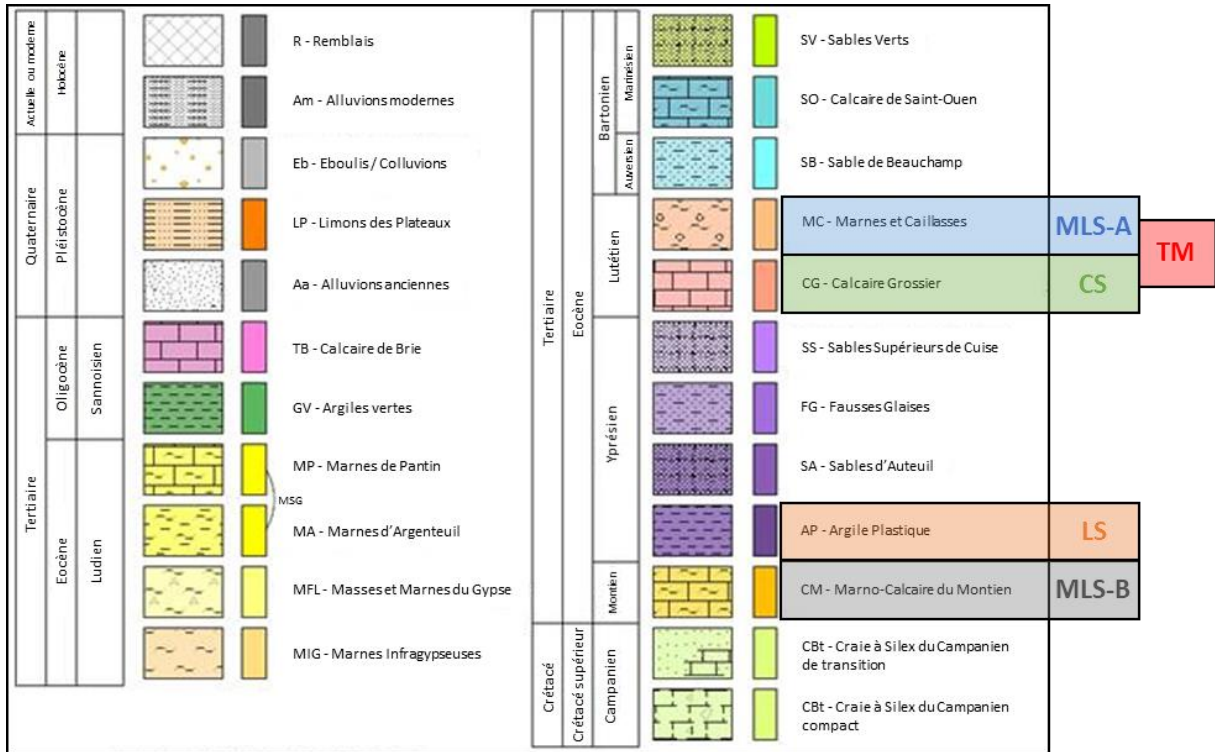 Actuelle ou moderne
Holocène
R - Remblais
Am - Alluvions modernes
Quaternaire
Pléistocène
Eb - Eboulis / Colluvions
LP - Limons des Plateaux
Aa - Alluvions anciennes
Tertiaire
Oligocène
Sannoisien
TB - Calcaire de Brie
GV - Argiles vertes
Eocène
Ludien
MP - Marnes de Pantin
MSG
MA - Marnes d'Argenteuil
MFL - Masses et Marnes du Gypse
MIG - Marnes Infragypseuses
Tertiaire
Eocène
Bartonien
Marinésien
SV - Sables Verts
SO - Calcaire de Saint-Ouen
Auversien
SB - Sable de Beauchamp
Lutétien
MC - Marnes et Caillasses MLS-A
TM
CG - Calcaire Grossier CS
Yprésien
SS - Sables Supérieurs de Cuise
FG - Fausses Glaises
SA - Sables d'Auteuil
AP - Argile Plastique LS
Montien
CM - Marno-Calcaire du Montien MLS-B
Crétacé
Crétacé supérieur
Campanien
CBt - Craie à Silex du Campanien
de transition
CBt - Craie à Silex du Campanien
compact